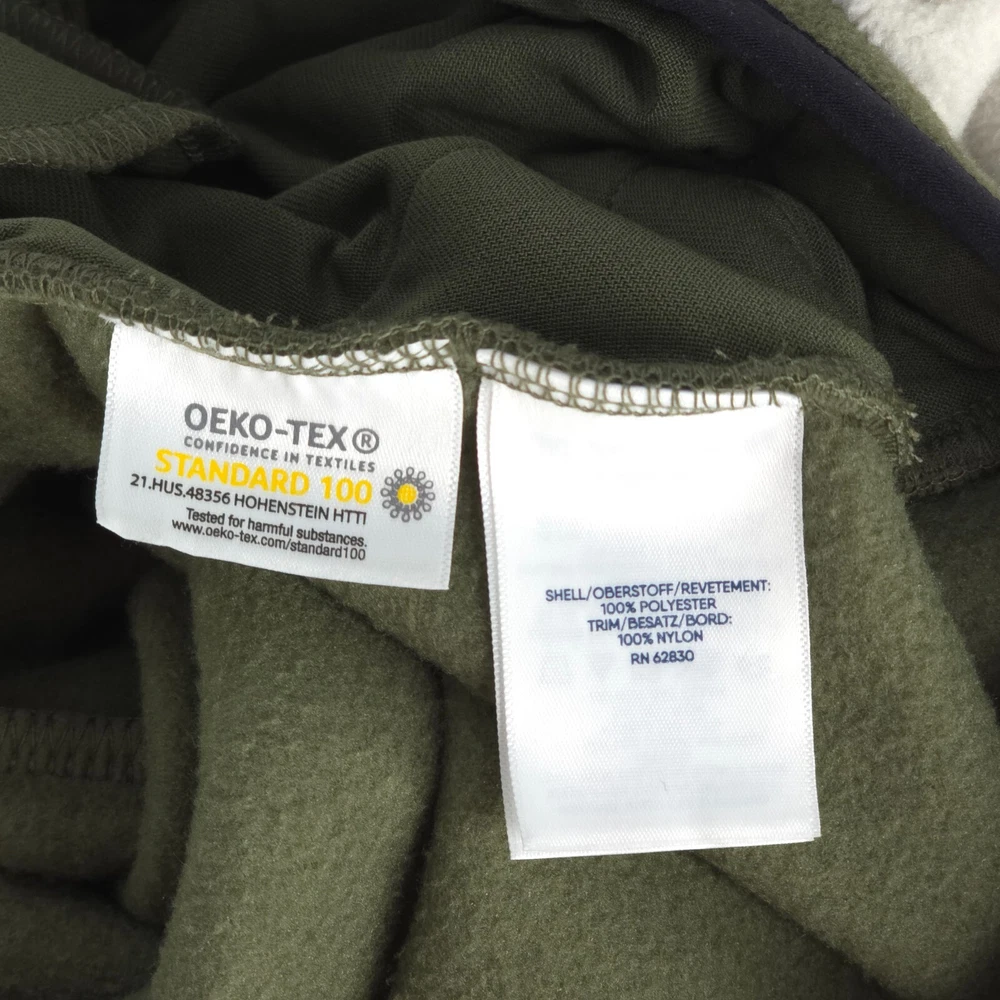 OEKO-TEX®
CONFIDENCE IN TEXTILES
STANDARD 100
21.HUS.48356 HOHENSTEIN HTTI
Tested for harmful substances.
www.oeko-tex.com/standard100
SHELL/OBERSTOFF/REVETEMENT:
100% POLYESTER
TRIM/BESATZ/BORD:
100% NYLON
RN 62830